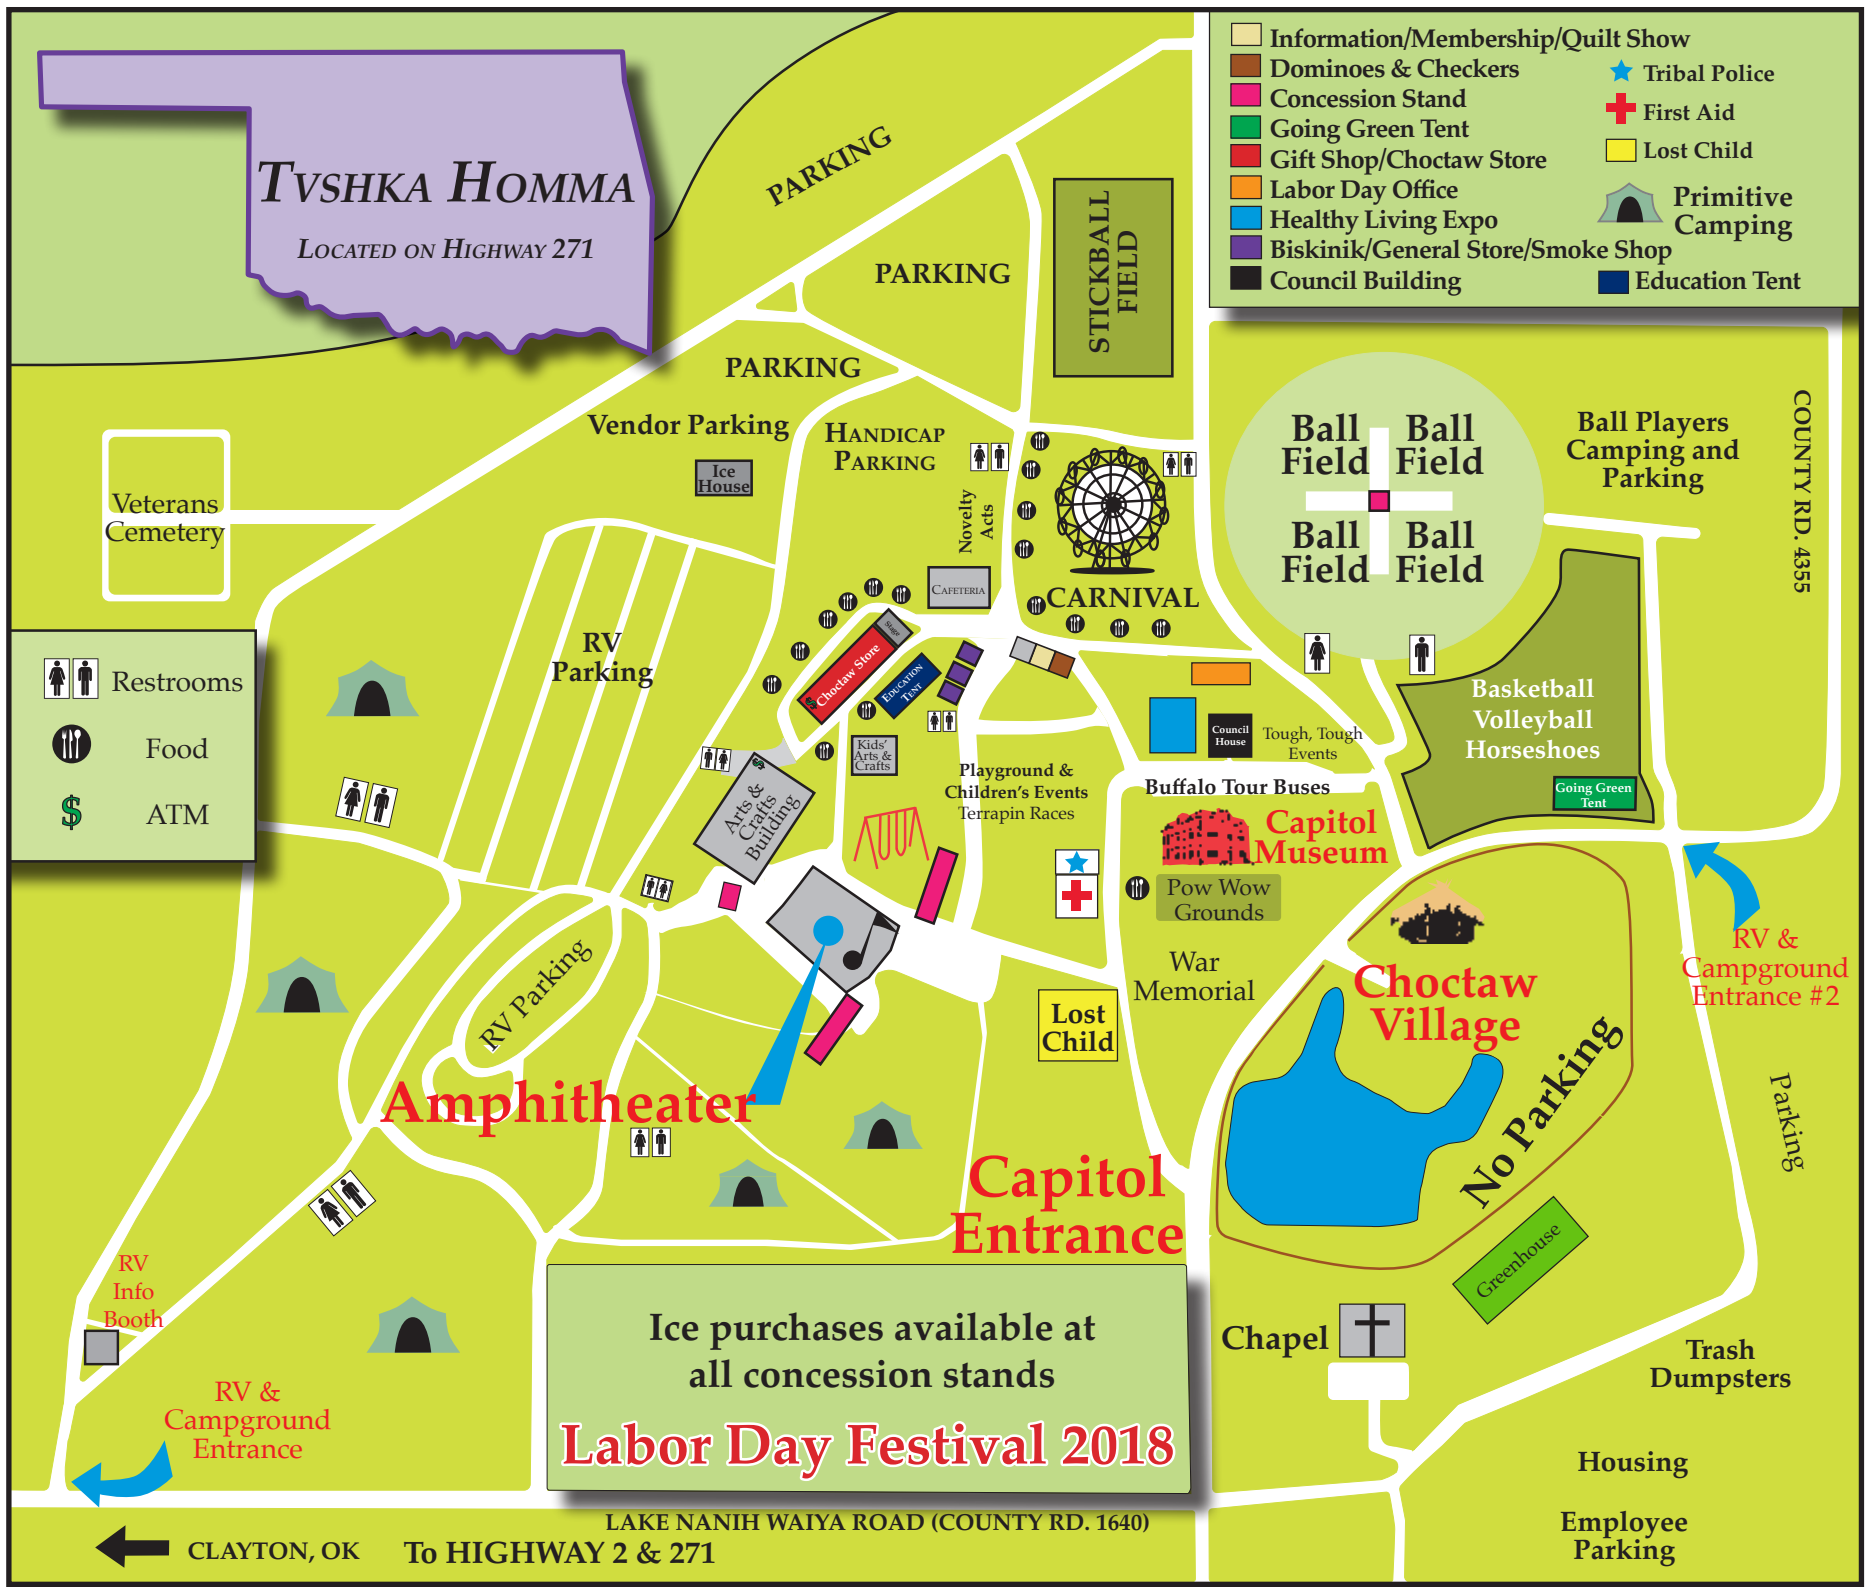 TVSHKA HOMMA
LOCATED ON HIGHWAY 271
Information/Membership/Quilt Show
Dominoes & Checkers
Concession Stand
Going Green Tent
Gift Shop/Choctaw Store
Labor Day Office
Healthy Living Expo
Biskinik/General Store/Smoke Shop
Council Building
Tribal Police
First Aid
Lost Child
Primitive
Camping
Education Tent
PARKING
PARKING
PARKING
STICKBALL
FIELD
Vendor Parking
HANDICAP
PARKING
Ice
House
Novelty
Acts
Veterans
Cemetery
Ball
Field
Ball
Field
Ball
Field
Ball
Field
Ball Players
Camping and
Parking
COUNTY RD. 4355
CAFETERIA
CARNIVAL
Stage
$ Choctaw Store
EDUCATION
TENT
RV
Parking
Restrooms
Food
$ ATM
Kids'
Arts &
Crafts
$
Arts &
Crafts
Building
Playground &
Children's Events
Terrapin Races
Council
House
Tough, Tough
Events
Buffalo Tour Buses
Basketball
Volleyball
Horseshoes
Going Green
Tent
Capitol
Museum
Pow Wow
Grounds
War
Memorial
Lost
Child
Choctaw
Village
No Parking
RV &
Campground
Entrance #2
Parking
RV Parking
Amphitheater
Capitol
Entrance
Greenhouse
RV
Info
Booth
RV &
Campground
Entrance
Ice purchases available at
all concession stands
Labor Day Festival 2018
Chapel
Trash
Dumpsters
Housing
Employee
Parking
LAKE NANIH WAIYA ROAD (COUNTY RD. 1640)
CLAYTON, OK To HIGHWAY 2 & 271